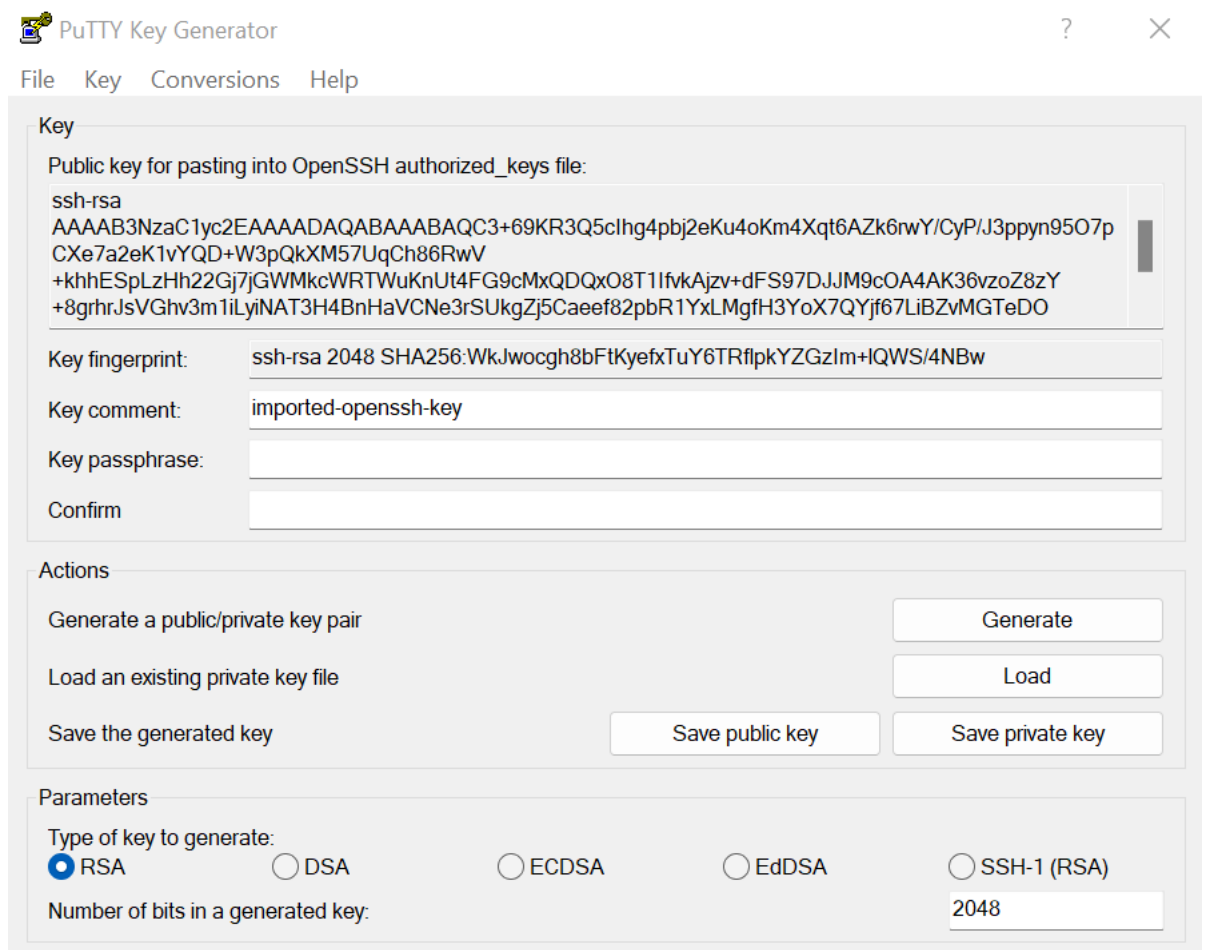 PuTTY Key Generator
?
File Key Conversions Help
Key
Public key for pasting into OpenSSH authorized_keys file:
ssh-rsa
AAAAB3NzaC1yc2EAAAADAQABAAABAQC3+69KR3Q5cIhg4pbj2eKu4oKm4Xqt6AZk6rwY/CyP/J3ppyn95O7p
CXe7a2eK1vYQD+W3pQkXM57UqCh86RwV
+khhESpLzHh22Gj7jGWMkcWRTWuKnUt4FG9cMxQDQxO8T1IfvkAjzv+dFS97DJJM9cOA4AK36vzoZ8zY
+8grhrJsVGhv3m1iLyiNAT3H4BnHaVCNe3rSUkgZj5Caeef82pbR1YxLMgfH3YoX7QYjf67LiBZvMGTeDO
Key fingerprint: ssh-rsa 2048 SHA256:WkJwocgh8bFtKyefxTuY6TRflpkYZGzIm+lQWS/4NBw
Key comment: imported-openssh-key
Key passphrase:
Confirm
Actions
Generate a public/private key pair Generate
Load an existing private key file Load
Save the generated key Save public key Save private key
Parameters
Type of key to generate:
RSA DSA ECDSA EdDSA SSH-1 (RSA)
Number of bits in a generated key: 2048